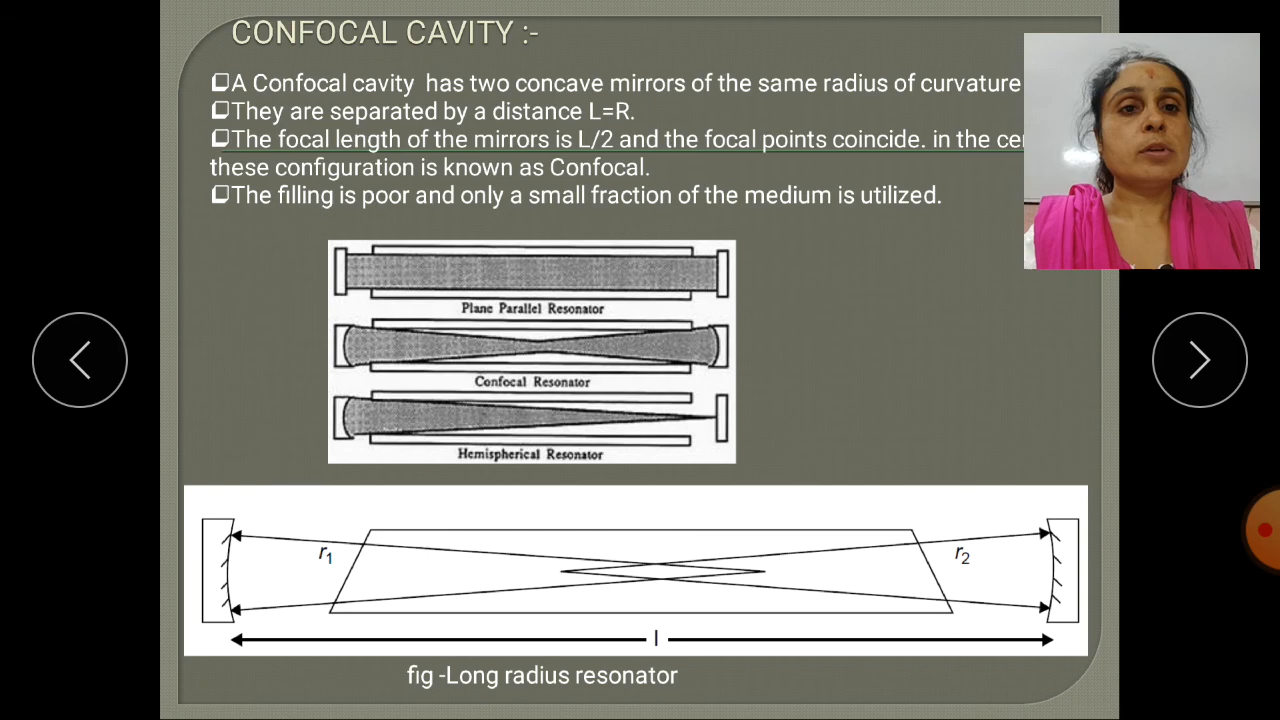 CONFOCAL CAVITY :-
❑A Confocal cavity has two concave mirrors of the same radius of curvature
❑They are separated by a distance L=R.
❑The focal length of the mirrors is L/2 and the focal points coincide. in the
these configuration is known as Confocal.
❑The filling is poor and only a small fraction of the medium is utilized.
Plane Parallel Resonator
Confocal Resonator
Hemispherical Resonator
r1
r2
l
fig -Long radius resonator